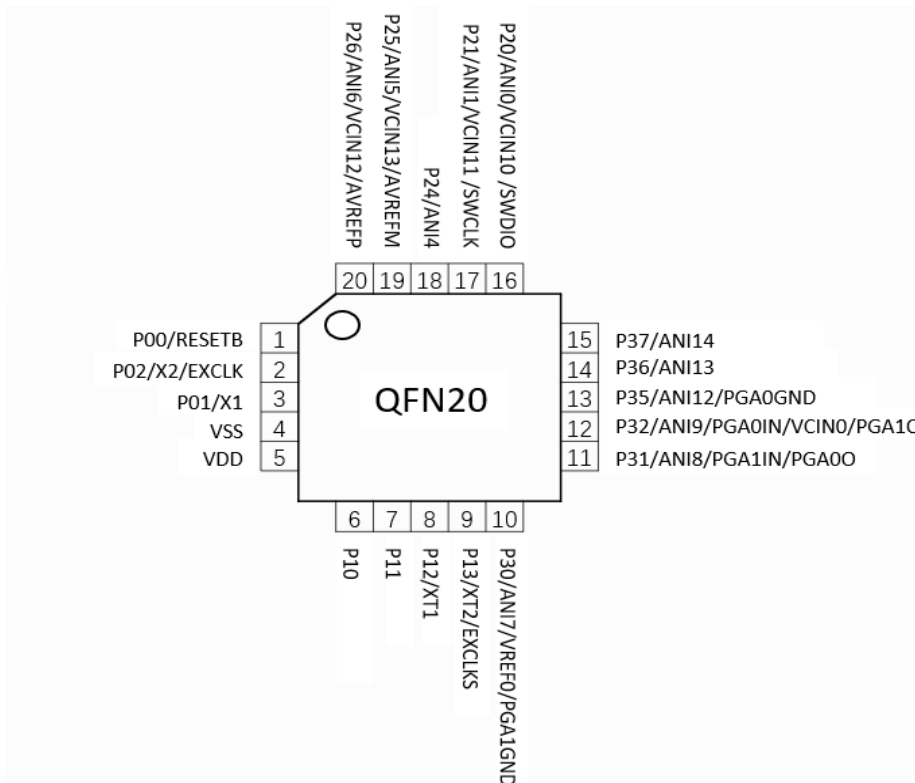 P26/ANI6/VCIN12/AVREFP
P25/ANI5/VCIN13/AVREFM
P24/ANI4
P21/ANI1/VCIN11 /SWCLK
P20/ANI0/VCIN10 /SWDIO
20 19 18 17 16
P00/RESETB 1
P02/X2/EXCLK 2
P01/X1 3
VSS 4
VDD 5
QFN20
15 P37/ANI14
14 P36/ANI13
13 P35/ANI12/PGA0GND
12 P32/ANI9/PGA0IN/VCIN0/PGA1O
11 P31/ANI8/PGA1IN/PGA0O
6 7 8 9 10
P10
P11
P12/XT1
P13/XT2/EXCLKS
P30/ANI7/VREF0/PGA1GND